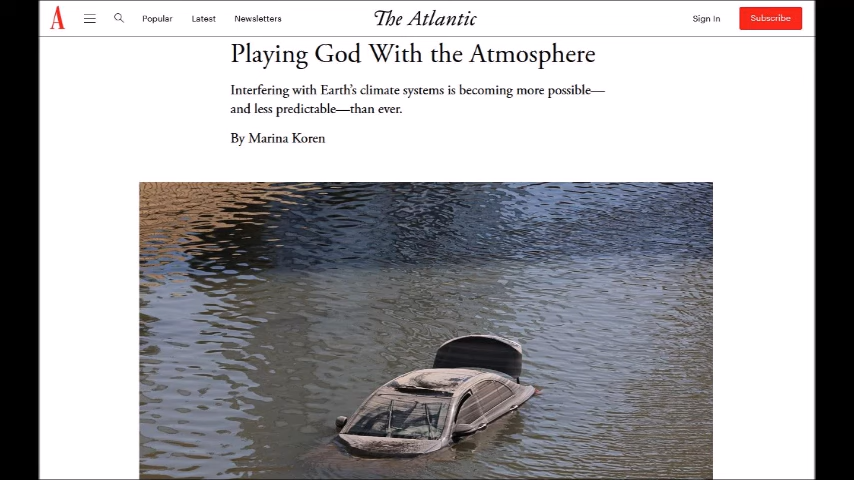 A Popular Latest Newsletters The Atlantic Sign In Subscribe
Playing God With the Atmosphere
Interfering with Earth’s climate systems is becoming more possible—
and less predictable—than ever.
By Marina Koren